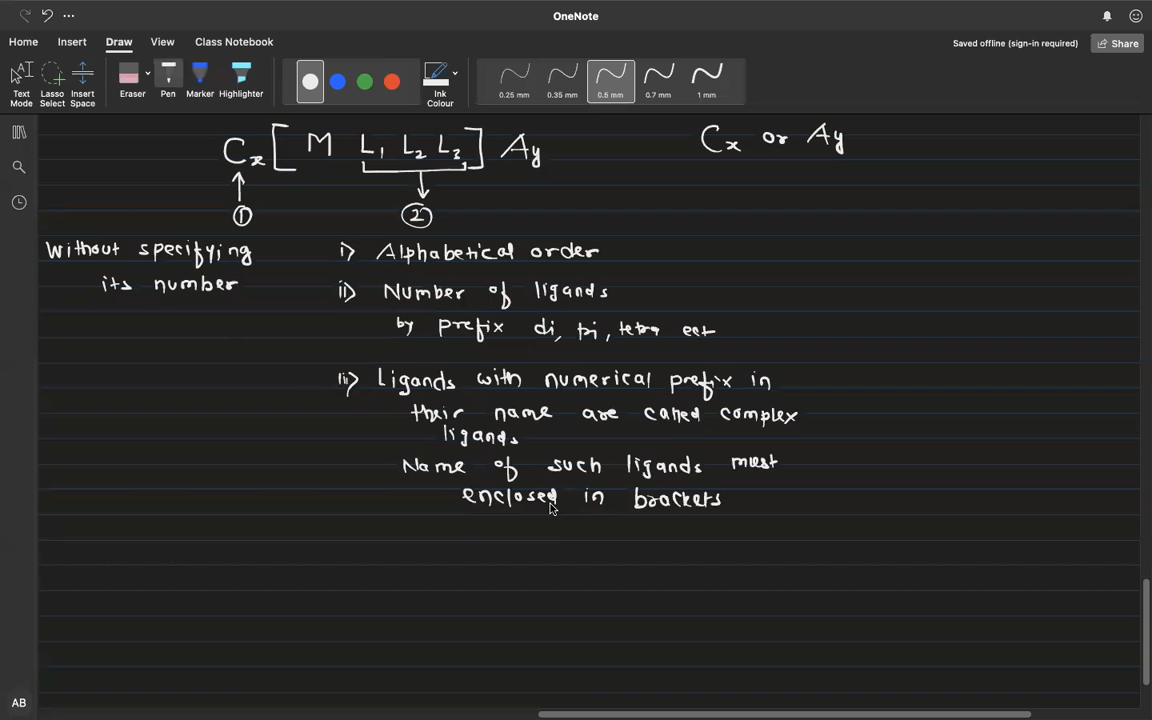 OneNote
Home Insert Draw View Class Notebook
Saved offline (sign-in required) Share
Text Mode
Lasso Select
Insert Space
Eraser
Pen
Marker
Highlighter
Ink Colour
0.25 mm 0.35 mm 0.5 mm 0.7 mm 1 mm
Cx [ M L1 L2 L3 ] Ay
Cx or Ay
① ②
Without specifying
its number
i) Alphabetical order
ii) Number of ligands
by prefix di, tri, tetra ect
iii) Ligands with numerical prefix in
their name are called complex
ligands
Name of such ligands must
enclosed in brackets
AB